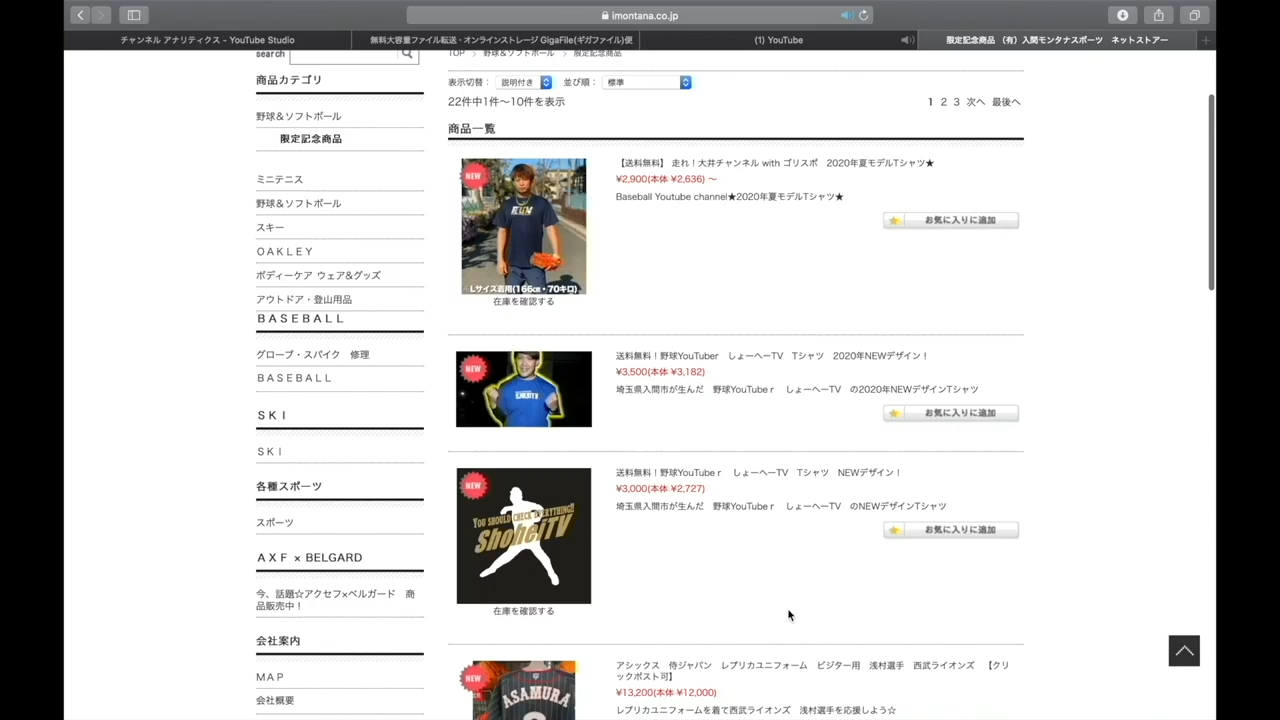 imontana.co.jp
チャンネル アナリティクス - YouTube Studio
無料大容量ファイル転送・オンラインストレージ GigaFile(ギガファイル)便
(1) YouTube
限定記念商品 (有）入間モンタナスポーツ ネットストアー
search
TOP > 野球&ソフトボール > 限定記念商品
商品カテゴリ
野球＆ソフトボール
限定記念商品
ミニテニス
野球＆ソフトボール
スキー
ＯＡＫＬＥＹ
ボディーケア ウェア&グッズ
アウトドア・登山用品
ＢＡＳＥＢＡＬＬ
グローブ・スパイク　修理
ＢＡＳＥＢＡＬＬ
ＳＫＩ
ＳＫＩ
各種スポーツ
スポーツ
ＡＸＦ × BELGARD
今、話題☆アクセフ×ベルガード　商
品販売中！
会社案内
ＭＡＰ
会社概要
表示切替： 説明付き 並び順： 標準
22件中1件〜10件を表示
1 2 3 次へ 最後へ
商品一覧
NEW
Lサイズ着用(166㎝・70キロ)
在庫を確認する
【送料無料】 走れ！大井チャンネル with ゴリスポ　2020年夏モデルTシャツ★
¥2,900(本体 ¥2,636) 〜
Baseball Youtube channel★2020年夏モデルTシャツ★
お気に入りに追加
NEW
送料無料！野球YouTuber　しょーへーTV　Tシャツ　2020年NEWデザイン！
¥3,500(本体 ¥3,182)
埼玉県入間市が生んだ　野球YouTubeｒ　しょーへーTV　の2020年NEWデザインTシャツ
お気に入りに追加
NEW
YOU SHOULD CHECK EVERYTHING!!
ShoheiTV
在庫を確認する
送料無料！野球YouTubeｒ　しょーへーTV　Tシャツ　NEWデザイン！
¥3,000(本体 ¥2,727)
埼玉県入間市が生んだ　野球YouTubeｒ　しょーへーTV　のNEWデザインTシャツ
お気に入りに追加
NEW
ASAMURA
アシックス　侍ジャパン　レプリカユニフォーム　ビジター用　浅村選手　西武ライオンズ　【クリ
ックポスト可】
¥13,200(本体 ¥12,000)
レプリカユニフォームを着て西武ライオンズ　浅村選手を応援しよう☆